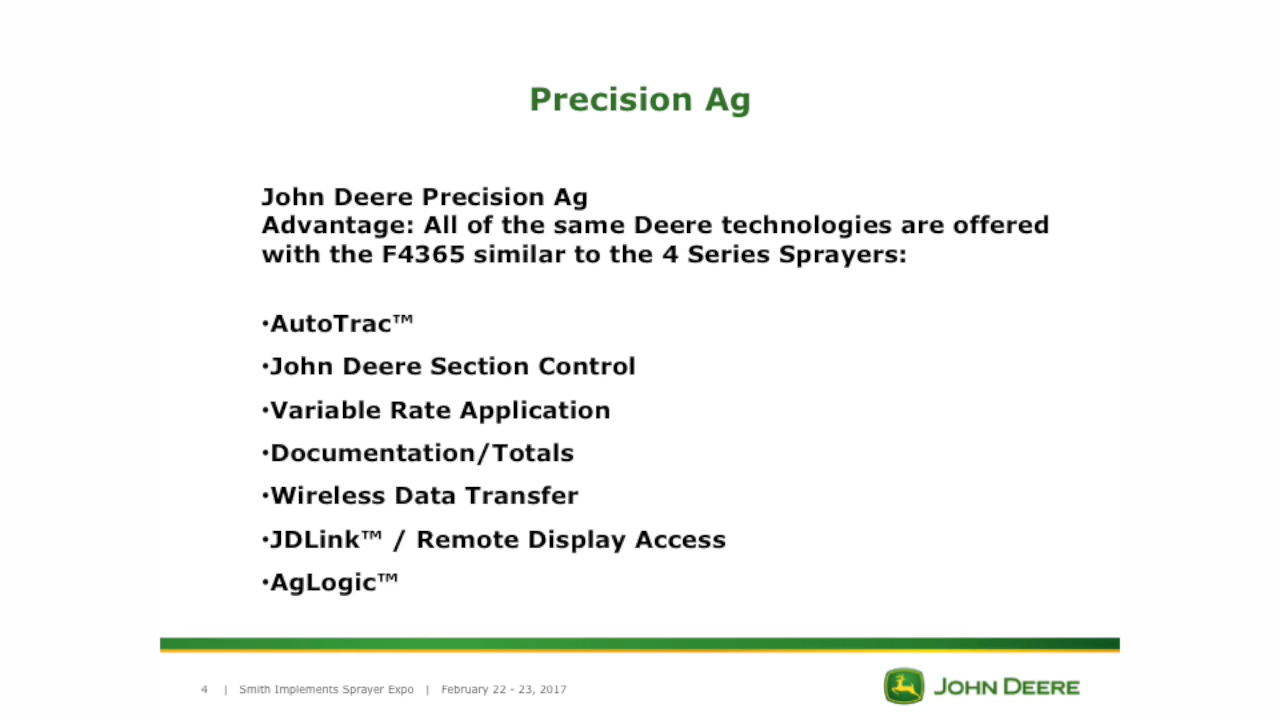 Precision Ag
John Deere Precision Ag
Advantage: All of the same Deere technologies are offered
with the F4365 similar to the 4 Series Sprayers:
•AutoTrac™
•John Deere Section Control
•Variable Rate Application
•Documentation/Totals
•Wireless Data Transfer
•JDLink™ / Remote Display Access
•AgLogic™
4 | Smith Implements Sprayer Expo | February 22 - 23, 2017
JOHN DEERE